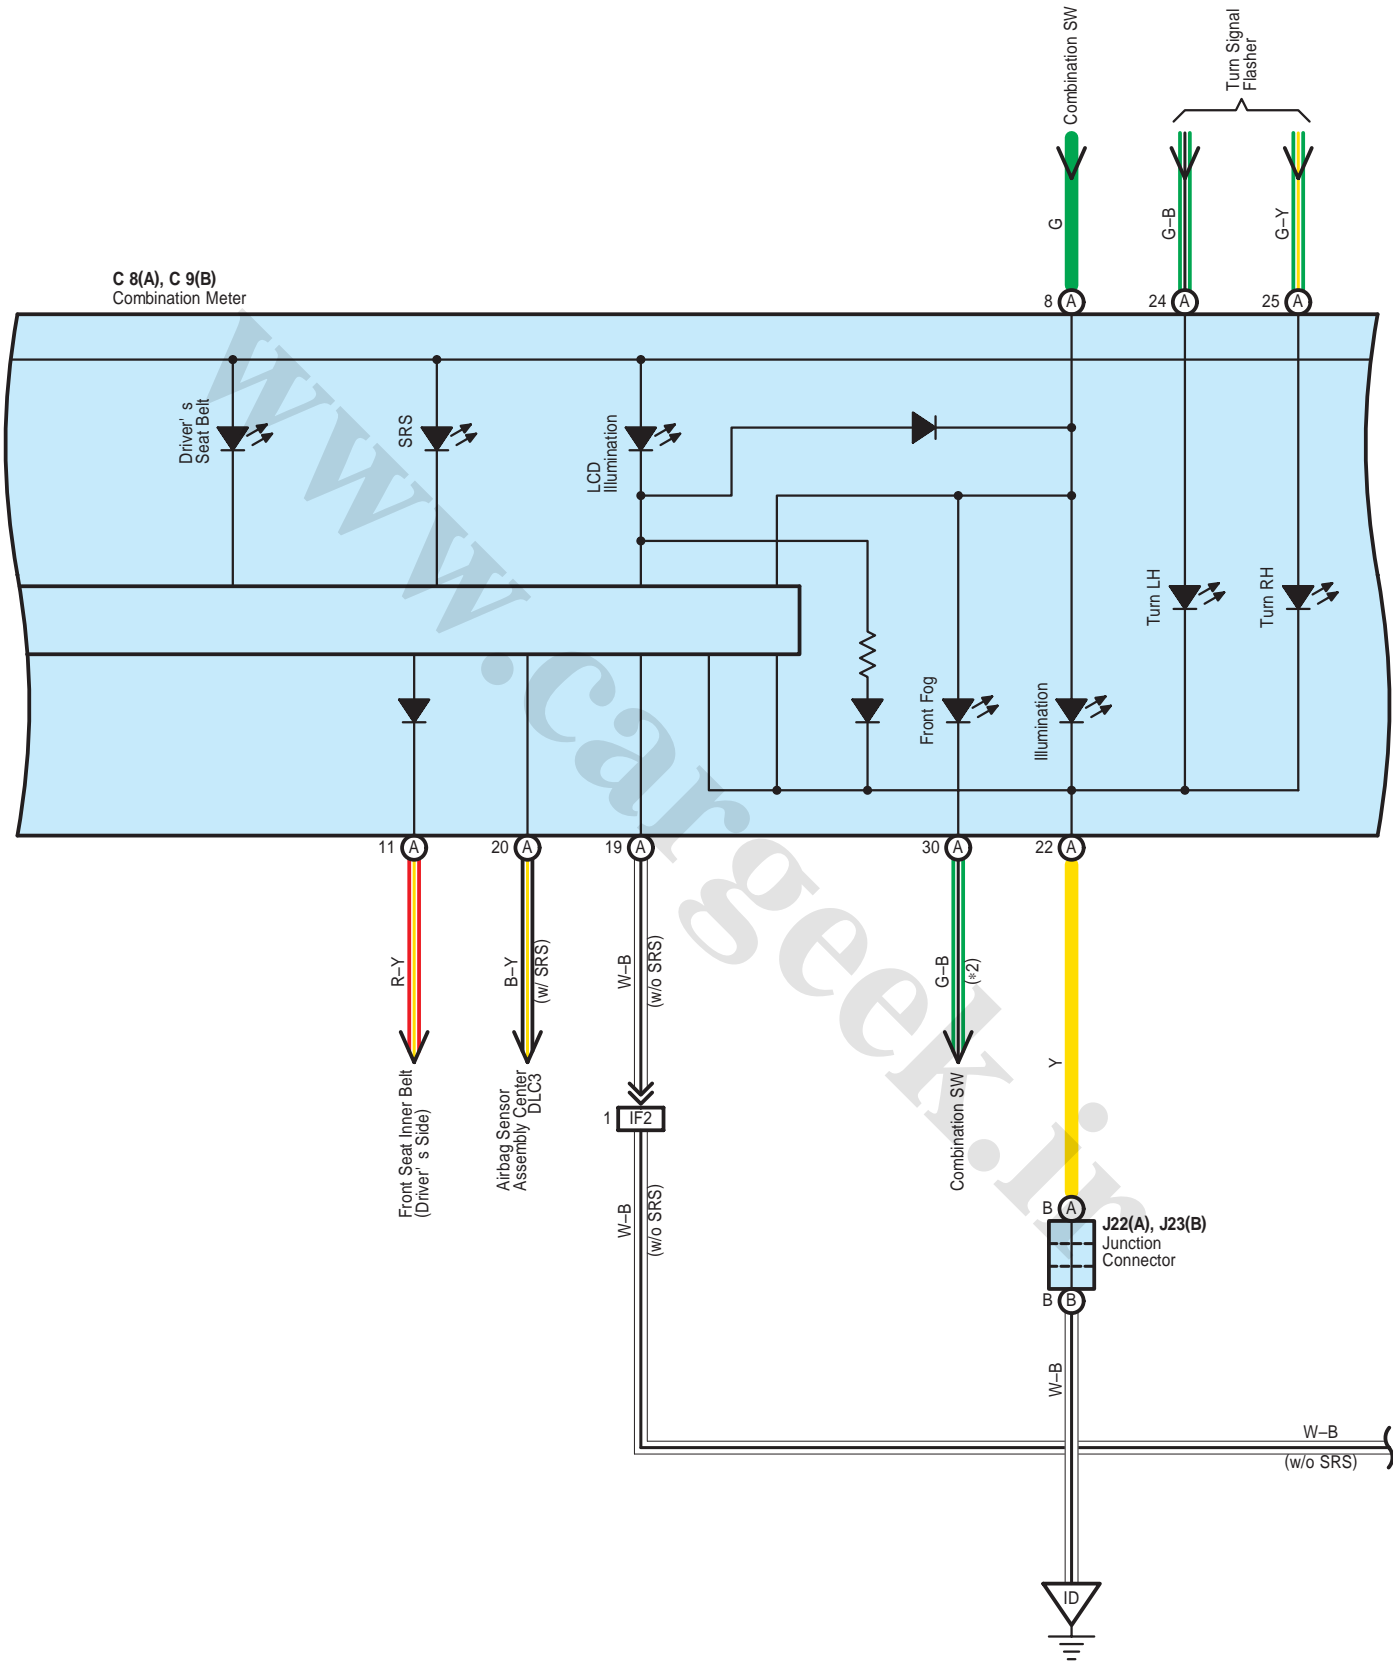 Combination SW
Turn Signal
Flasher
G
G–B
G–Y
C 8(A), C 9(B)
Combination Meter
8 A
24 A
25 A
Driver' s
Seat Belt
SRS
LCD
Illumination
Turn LH
Turn RH
Front Fog
Illumination
11 A
20 A
19 A
30 A
22 A
R–Y
B–Y
(w/ SRS)
W–B
(w/o SRS)
G–B
(*2)
Y
Front Seat Inner Belt
(Driver' s Side)
Airbag Sensor
Assembly Center
DLC3
1 IF2
Combination SW
W–B
(w/o SRS)
B A
J22(A), J23(B)
Junction
Connector
B B
W–B
W–B
(w/o SRS)
ID
www.cargeek.ir